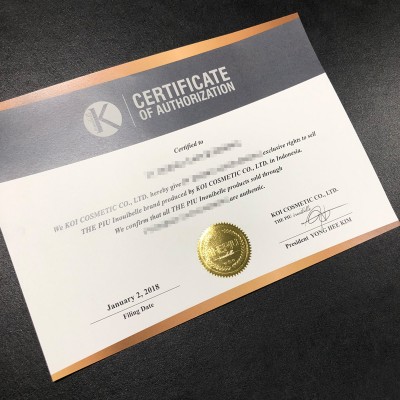 K
CERTIFICATE
OF AUTHORIZATION
Certified to
We KOI COSMETIC CO., LTD. hereby give exclusive rights to sell
THE PIU Inouibelle brand produced by KOI COSMETIC CO., LTD. in Indonesia.
We confirm that all THE PIU Inouibelle products sold through
are authentic.
KOI COSMETIC CO., LTD.
THE PIU
President YONG HEE KIM
January 2, 2018
Filing Date